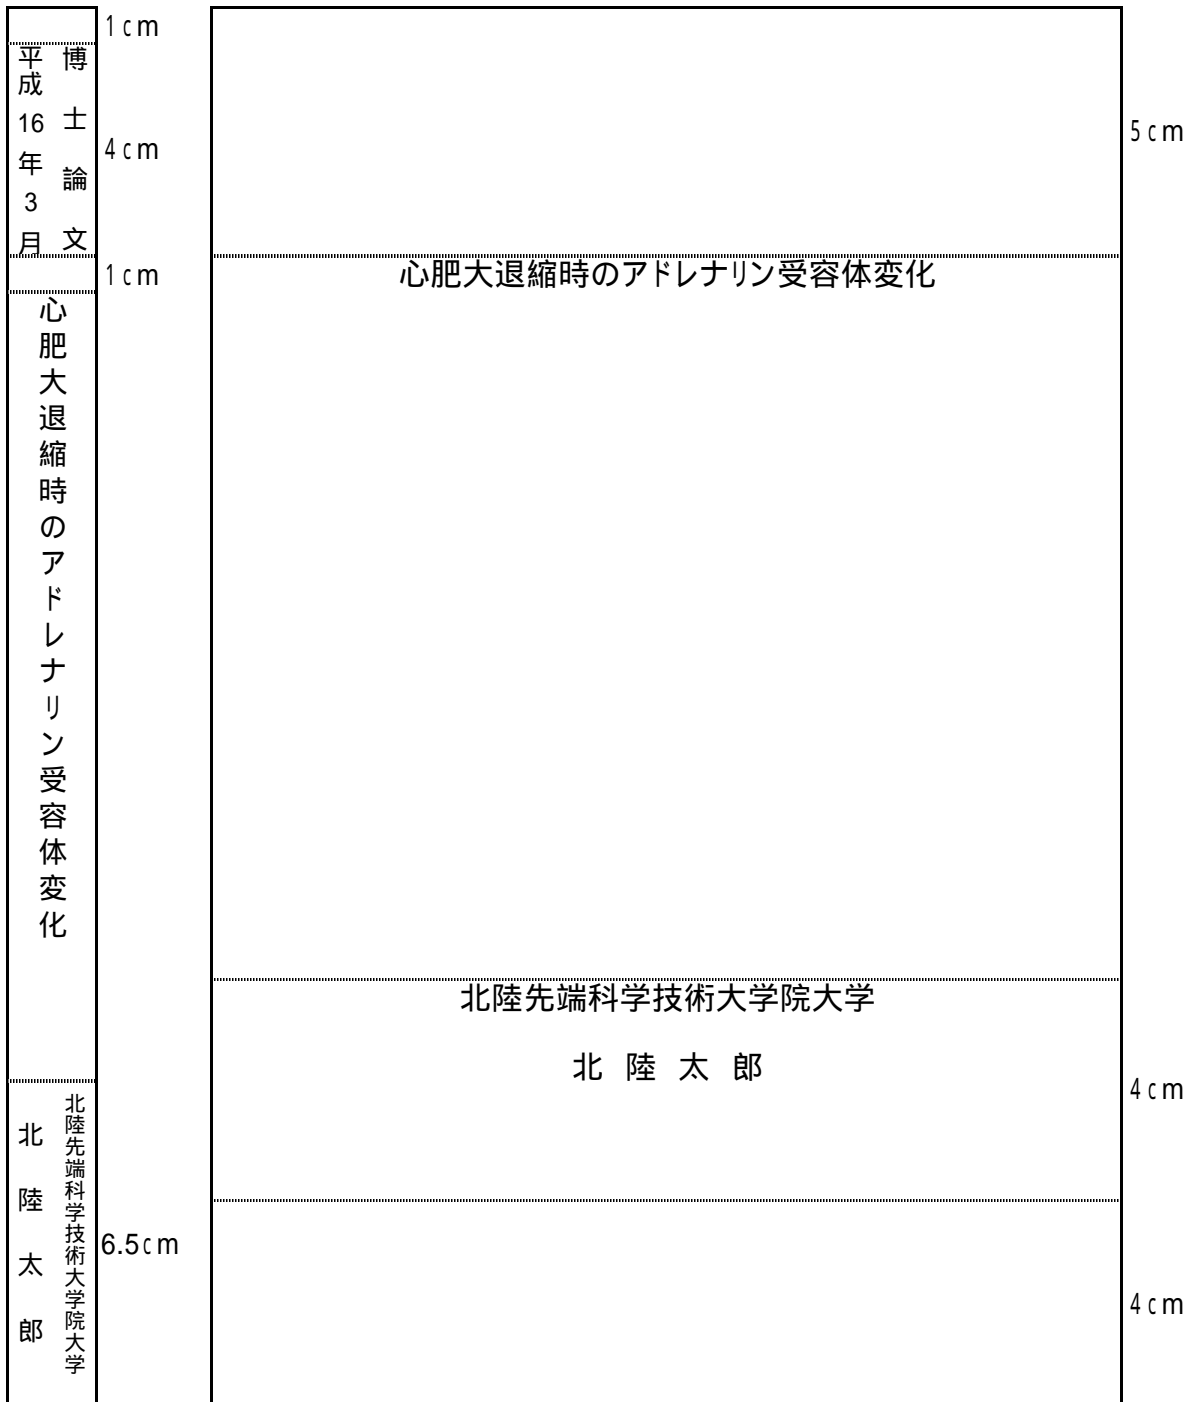 1cm
博士論文
平成16年3月
4cm
1cm
心肥大退縮時のアドレナリン受容体変化
北陸先端科学技術大学院大学
北陸太郎
6.5cm
5cm
心肥大退縮時のアドレナリン受容体変化
北陸先端科学技術大学院大学
北 陸 太 郎
4cm
4cm